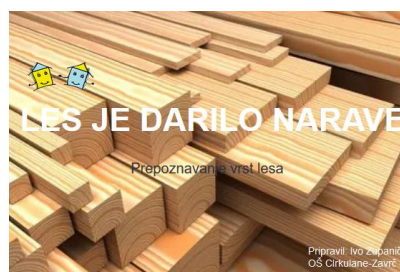 LES JE DARILO NARAVE
Prepoznavanje vrst lesa
Pripravil: Ivo Zupanič
OŠ Cirkulane-Zavrč